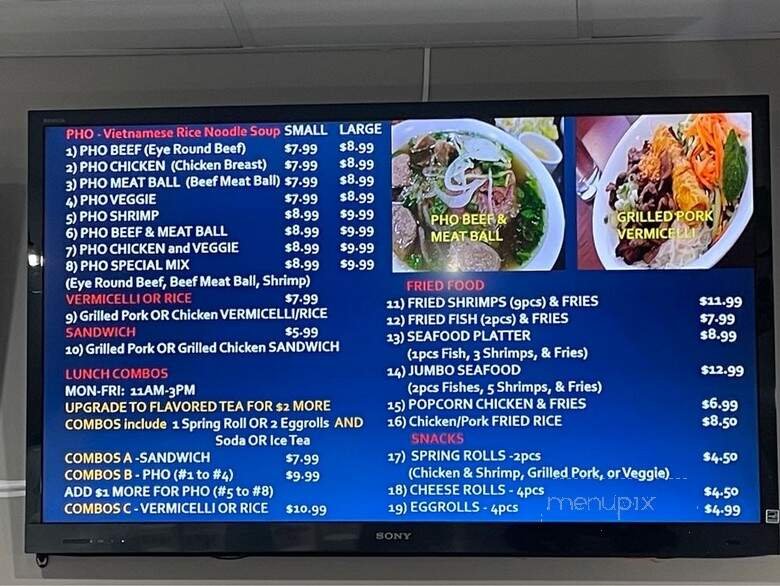 PHO - Vietnamese Rice Noodle Soup SMALL LARGE
1) PHO BEEF (Eye Round Beef) $7.99 $8.99
2) PHO CHICKEN (Chicken Breast) $7.99 $8.99
3) PHO MEAT BALL (Beef Meat Ball) $7.99 $8.99
4) PHO VEGGIE $7.99 $8.99
5) PHO SHRIMP $8.99 $9.99
6) PHO BEEF & MEAT BALL $8.99 $9.99
7) PHO CHICKEN and VEGGIE $8.99 $9.99
8) PHO SPECIAL MIX $8.99 $9.99
(Eye Round Beef, Beef Meat Ball, Shrimp)
VERMICELLI OR RICE $7.99
9) Grilled Pork OR Chicken VERMICELLI/RICE
SANDWICH $5.99
10) Grilled Pork OR Grilled Chicken SANDWICH
LUNCH COMBOS
MON-FRI: 11AM-3PM
UPGRADE TO FLAVORED TEA FOR $2 MORE
COMBOS include 1 Spring Roll OR 2 Eggrolls AND
Soda OR Ice Tea
COMBOS A -SANDWICH $7.99
COMBOS B - PHO (#1 to #4) $9.99
ADD $1 MORE FOR PHO (#5 to #8)
COMBOS C - VERMICELLI OR RICE $10.99
PHO BEEF &
MEAT BALL
GRILLED PORK
VERMICELLI
FRIED FOOD
11) FRIED SHRIMPS (9pcs) & FRIES $11.99
12) FRIED FISH (2pcs) & FRIES $7.99
13) SEAFOOD PLATTER $8.99
(1pcs Fish, 3 Shrimps, & Fries)
14) JUMBO SEAFOOD $12.99
(2pcs Fishes, 5 Shrimps, & Fries)
15) POPCORN CHICKEN & FRIES $6.99
16) Chicken/Pork FRIED RICE $8.50
SNACKS
17) SPRING ROLLS -2pcs $4.50
(Chicken & Shrimp, Grilled Pork, or Veggie)
18) CHEESE ROLLS - 4pcs $4.50
19) EGGROLLS - 4pcs $4.99
menupix
SONY